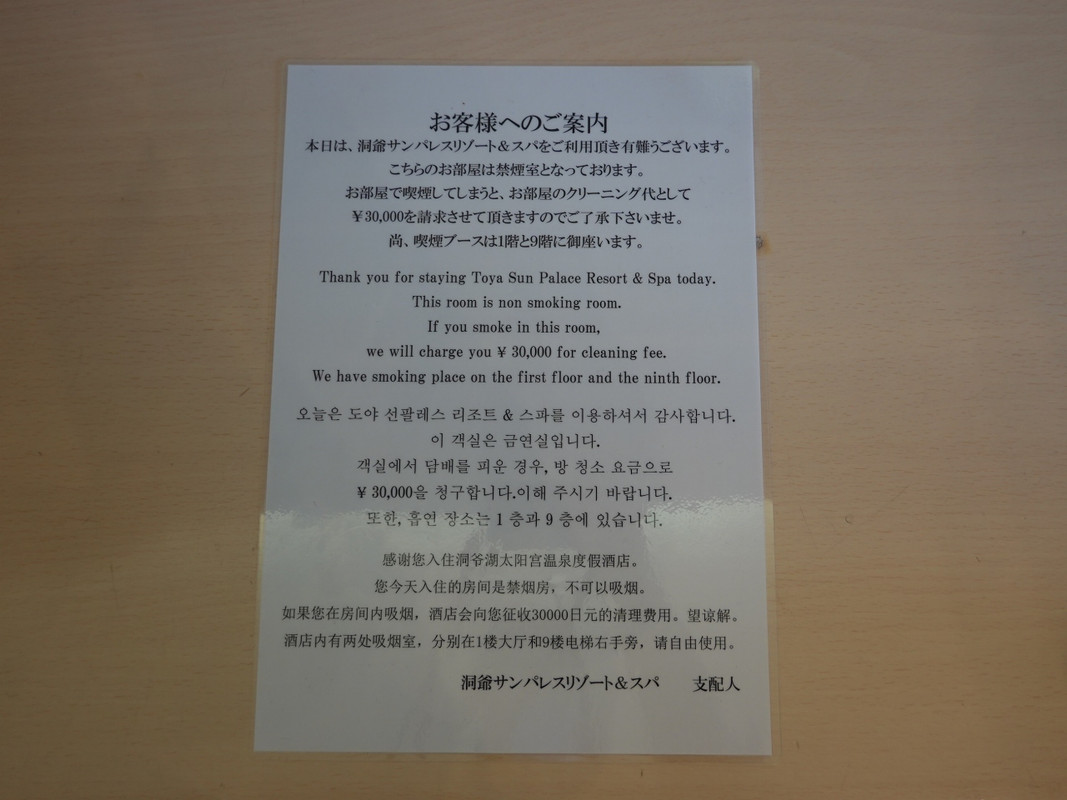 お客様へのご案内
本日は、洞爺サンパレスリゾート＆スパをご利用頂き有難うございます。
こちらのお部屋は禁煙室となっております。
お部屋で喫煙してしまうと、お部屋のクリーニング代として
￥30,000を請求させて頂きますのでご了承下さいませ。
尚、喫煙ブースは1階と9階に御座います。
Thank you for staying Toya Sun Palace Resort & Spa today.
This room is non smoking room.
If you smoke in this room,
we will charge you ¥ 30,000 for cleaning fee.
We have smoking place on the first floor and the ninth floor.
오늘은 도야 선팔레스 리조트 & 스파를 이용하셔서 감사합니다.
이 객실은 금연실입니다.
객실에서 담배를 피운 경우, 방 청소 요금으로
¥ 30,000을 청구합니다.이해 주시기 바랍니다.
또한, 흡연 장소는 1 층과 9 층에 있습니다.
感谢您入住洞爷湖太阳宫温泉度假酒店。
您今天入住的房间是禁烟房，不可以吸烟。
如果您在房间内吸烟，酒店会向您征收30000日元的清理费用。望谅解。
酒店内有两处吸烟室，分别在1楼大厅和9楼电梯右手旁，请自由使用。
洞爺サンパレスリゾート＆スパ　　支配人